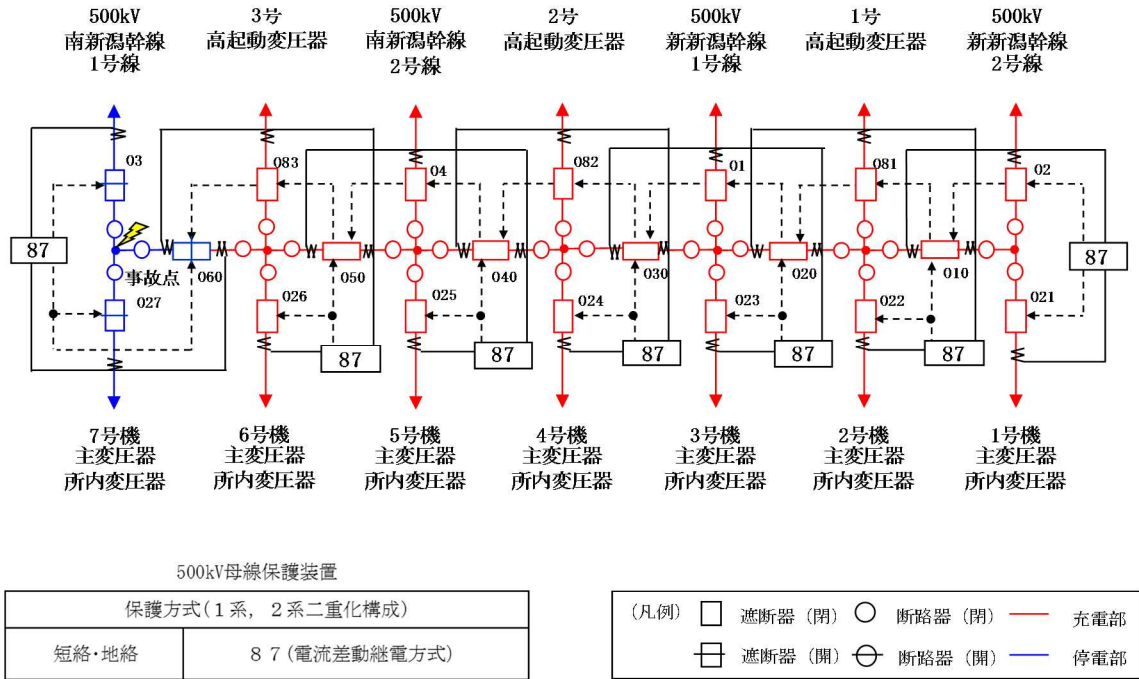 500kV
南新潟幹線
1号線
3号
高起動変圧器
500kV
南新潟幹線
2号線
2号
高起動変圧器
500kV
新新潟幹線
1号線
1号
高起動変圧器
500kV
新新潟幹線
2号線
03
083
04
082
01
081
02
87
事故点
060
050
040
030
020
010
87
027
026
025
024
023
022
021
87
87
87
87
87
7号機
主変圧器
所内変圧器
6号機
主変圧器
所内変圧器
5号機
主変圧器
所内変圧器
4号機
主変圧器
所内変圧器
3号機
主変圧器
所内変圧器
2号機
主変圧器
所内変圧器
1号機
主変圧器
所内変圧器
500kV母線保護装置
保護方式(1系，2系二重化構成)
短絡・地絡 87(電流差動継電方式)
(凡例) 遮断器（閉） 断路器（閉） 充電部
遮断器（開） 断路器（開） 停電部